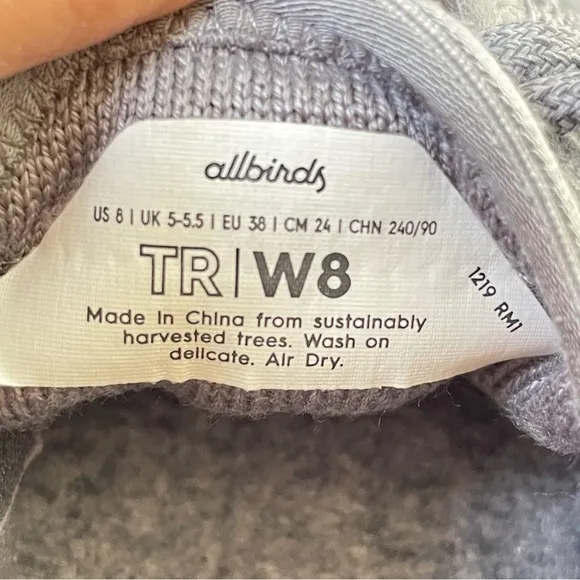 allbirds
US 8 | UK 5-5.5 | EU 38 | CM 24 | CHN 240/90
TR | W8
Made In China from sustainably
harvested trees. Wash on
delicate. Air Dry.
1219 RM1